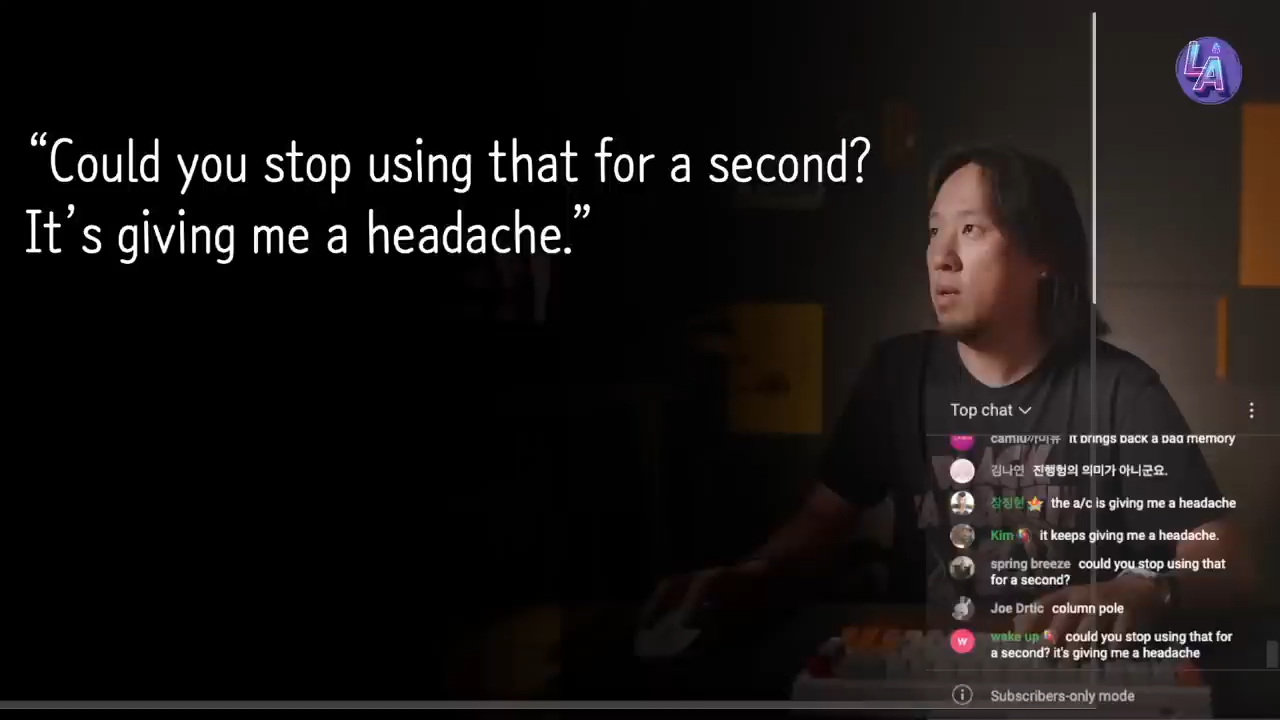 “Could you stop using that for a second?
It’s giving me a headache.”
LA
Top chat
it brings back a bad memory
김나연 진행형의 의미가 아니군요.
장정현 the a/c is giving me a headache
Kim it keeps giving me a headache.
spring breeze could you stop using that
for a second?
Joe Drtic column pole
W wake up could you stop using that for
a second? it's giving me a headache
Subscribers-only mode